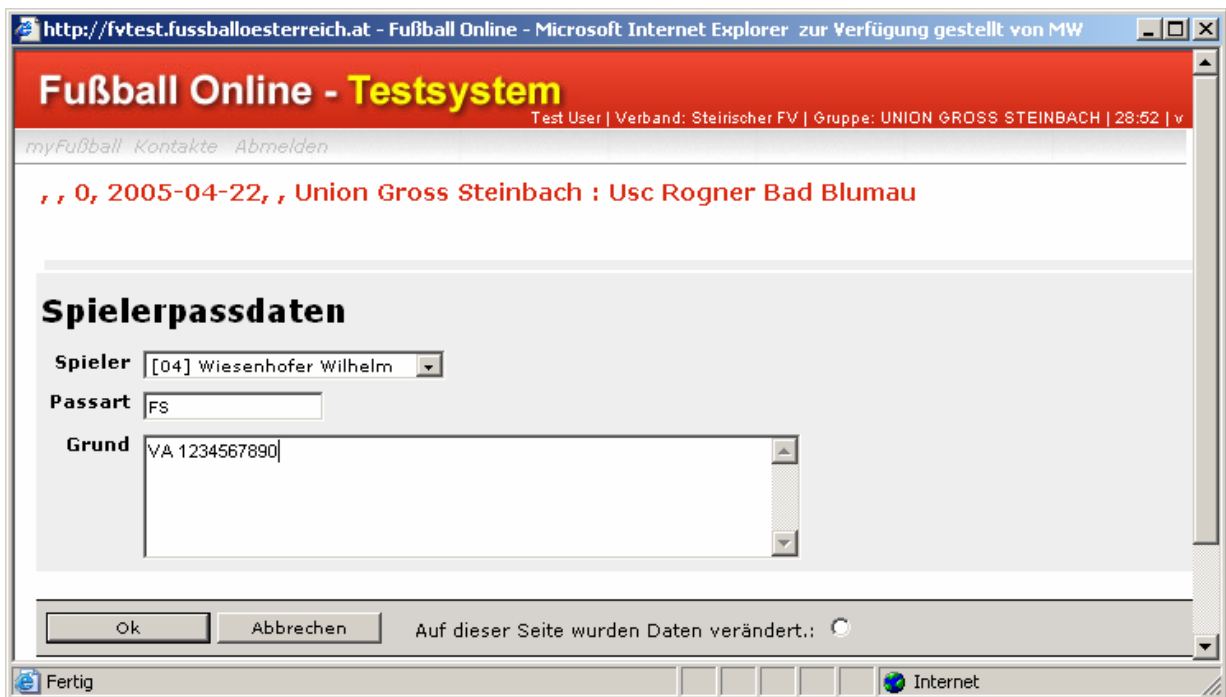 http://fvtest.fussballoesterreich.at - Fußball Online - Microsoft Internet Explorer zur Verfügung gestellt von MW
Fußball Online - Testsystem
Test User | Verband: Steirischer FV | Gruppe: UNION GROSS STEINBACH | 28:52 | v
myFußball Kontakte Abmelden
, , 0, 2005-04-22, , Union Gross Steinbach : Usc Rogner Bad Blumau
Spielerpassdaten
Spieler [04] Wiesenhofer Wilhelm
Passart FS
Grund VA 1234567890
Ok Abbrechen Auf dieser Seite wurden Daten verändert.:
Fertig Internet